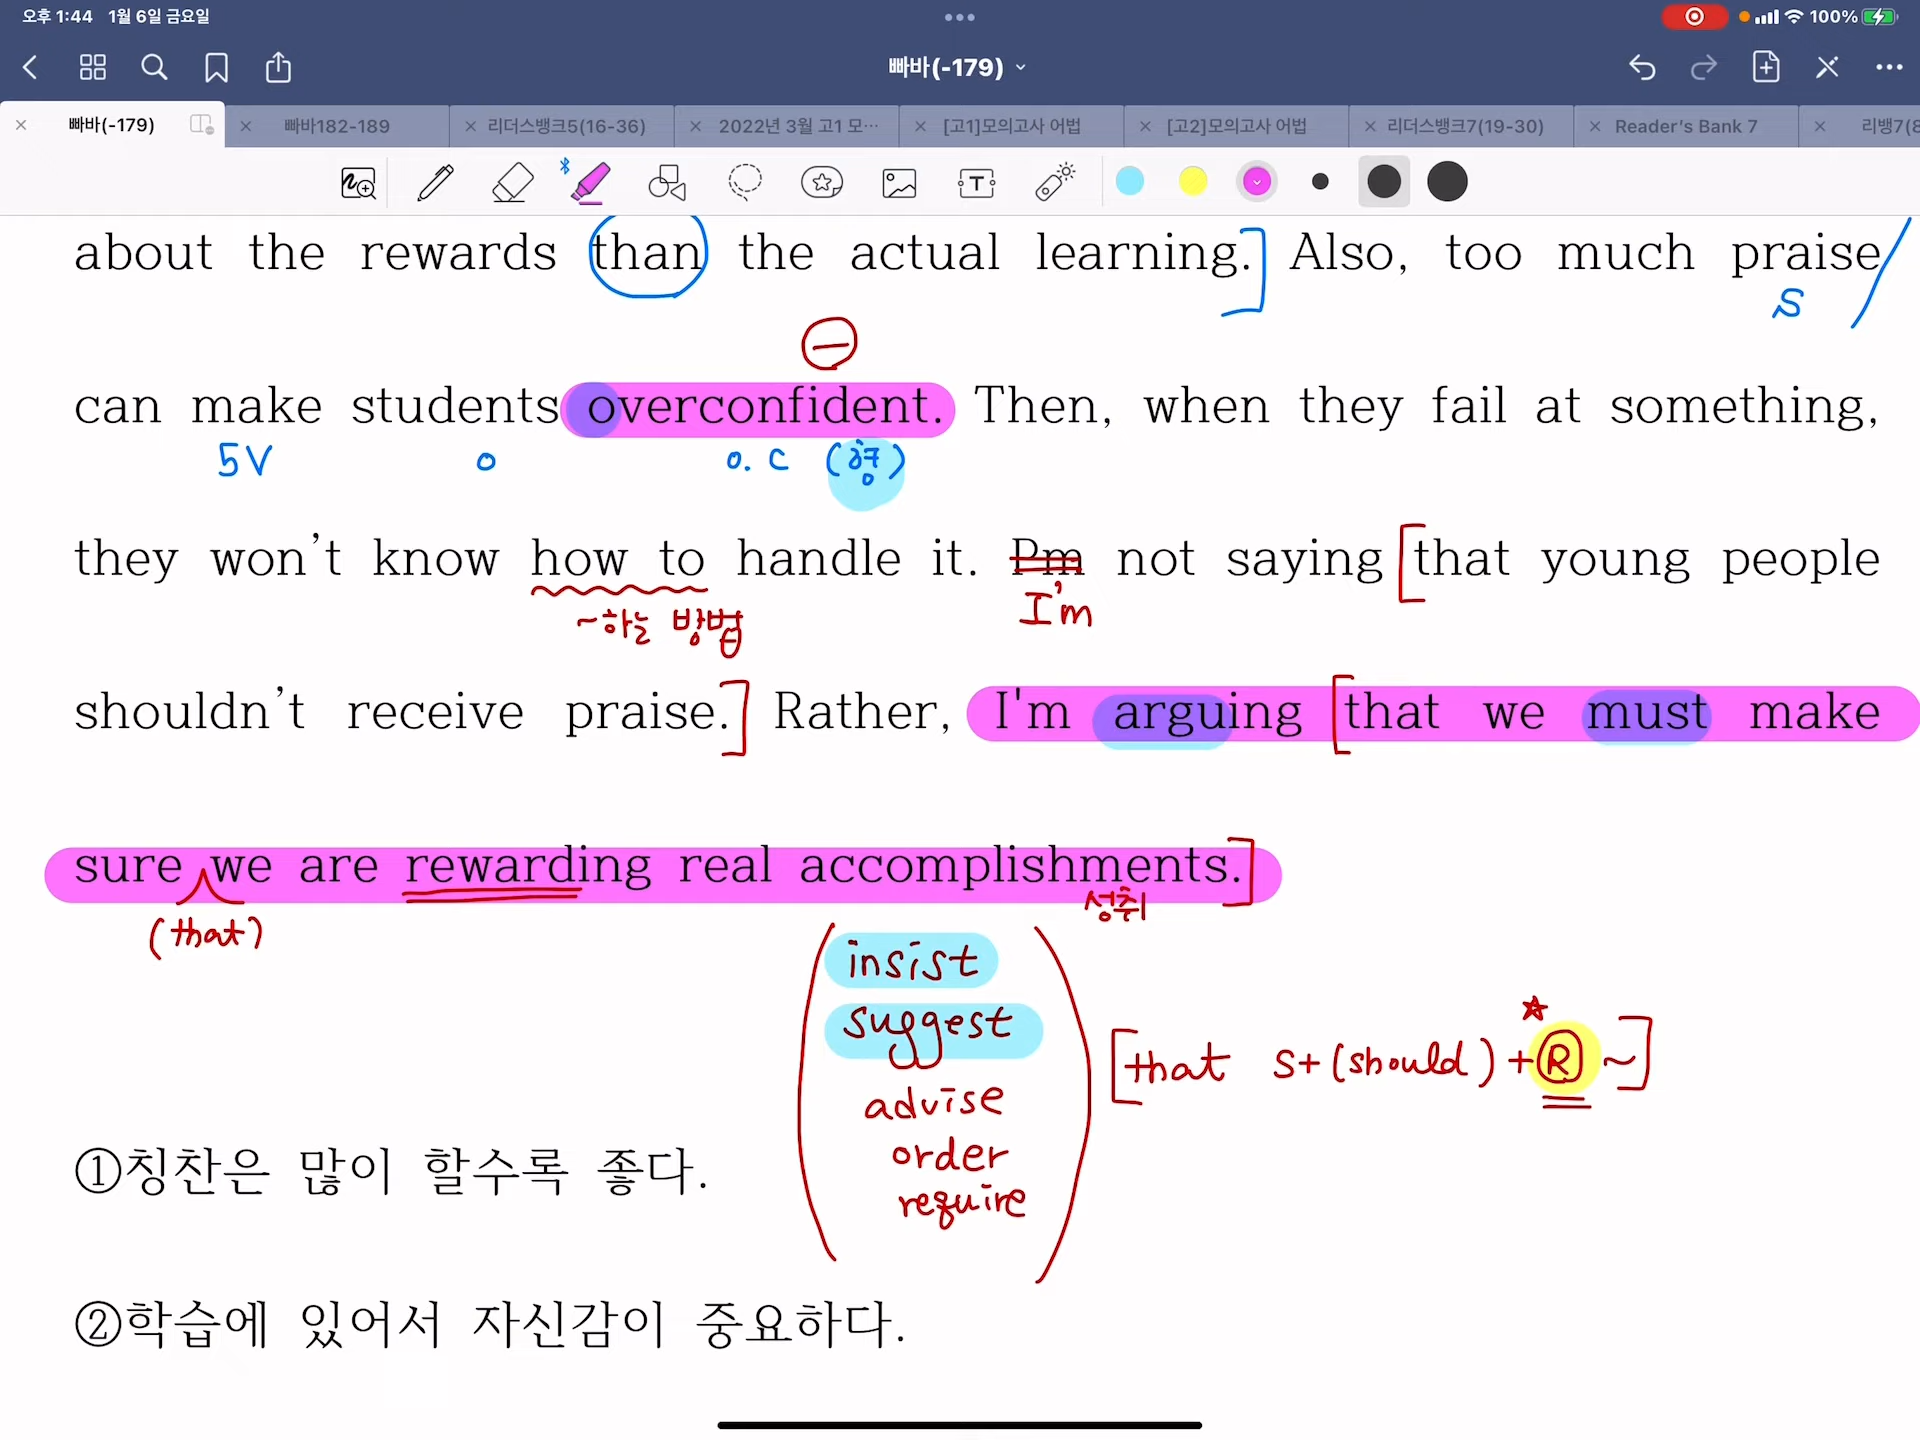 오후 1:44 1월 6일 금요일
100%
빠바(-179)
빠바(-179) 빠바182-189 리더스뱅크5(16-36) 2022년 3월 고1 모… [고1]모의고사 어법 [고2]모의고사 어법 리더스뱅크7(19-30) Reader's Bank 7 리뱅7(8
about the rewards than the actual learning.] Also, too much praise /
S
⊖
can make students overconfident. Then, when they fail at something,
5V o o.c (형)
they won't know how to handle it. Pm not saying [that young people
~하는 방법 I'm
shouldn't receive praise.] Rather, I'm arguing [that we must make
sure we are rewarding real accomplishments.]
(that) 성취
insist
suggest
[that S+(should)+Ⓡ ~]
advise
order
require
①칭찬은 많이 할수록 좋다.
②학습에 있어서 자신감이 중요하다.